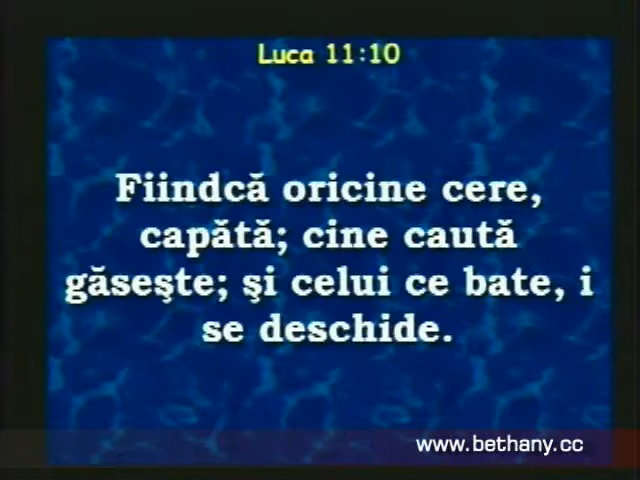 Luca 11:10
Fiindcă oricine cere,
capătă; cine caută
găseşte; şi celui ce bate, i
se deschide.
www.bethany.cc